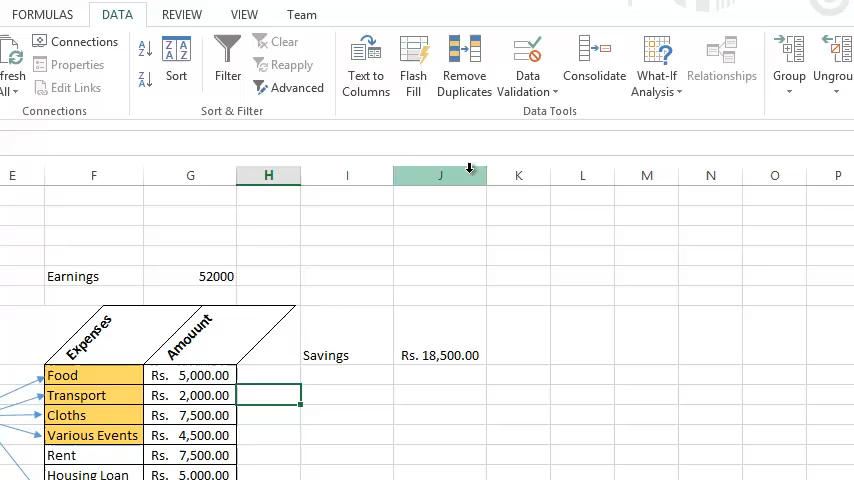 FORMULAS DATA REVIEW VIEW Team
fresh All
Connections
Properties
Edit Links
Connections
A Z
Z A
Z A A Z
Sort
Filter
Clear
Reapply
Advanced
Sort & Filter
Text to Columns
Flash Fill
Remove Duplicates
Data Validation
Consolidate
What-If Analysis
Relationships
Data Tools
Group
Ungrou
E F G H I J K L M N O P
Earnings 52000
Expenses Amouunt
Savings Rs. 18,500.00
Food Rs. 5,000.00
Transport Rs. 2,000.00
Cloths Rs. 7,500.00
Various Events Rs. 4,500.00
Rent Rs. 7,500.00
Housing Loan Rs. 5,000.00